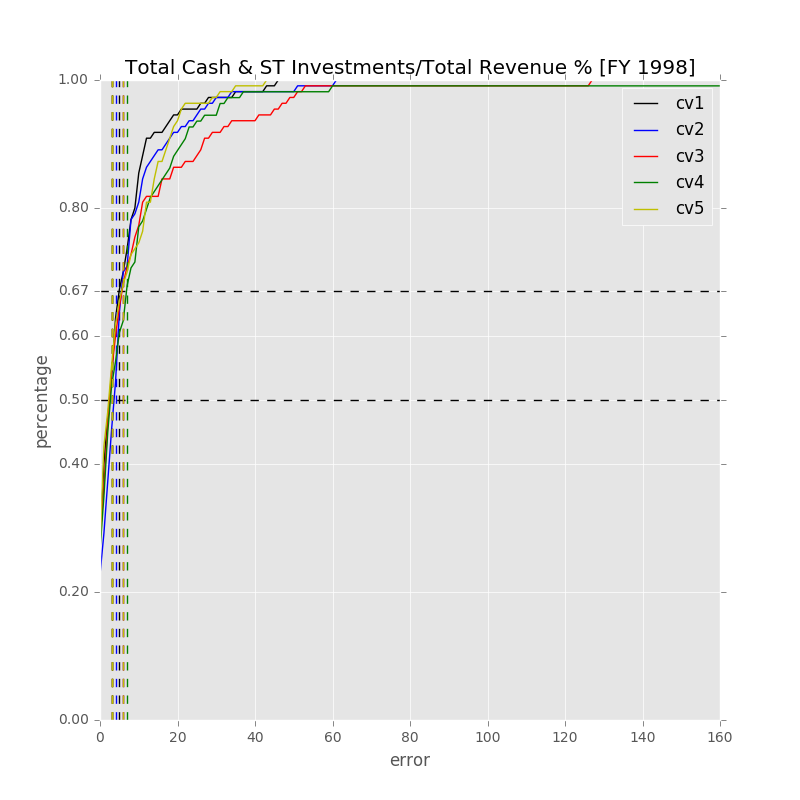 Total Cash & ST Investments/Total Revenue % [FY 1998]
1.00
0.80
0.67
0.60
0.50
0.40
0.20
0.00
percentage
cv1
cv2
cv3
cv4
cv5
0 20 40 60 80 100 120 140 160
error